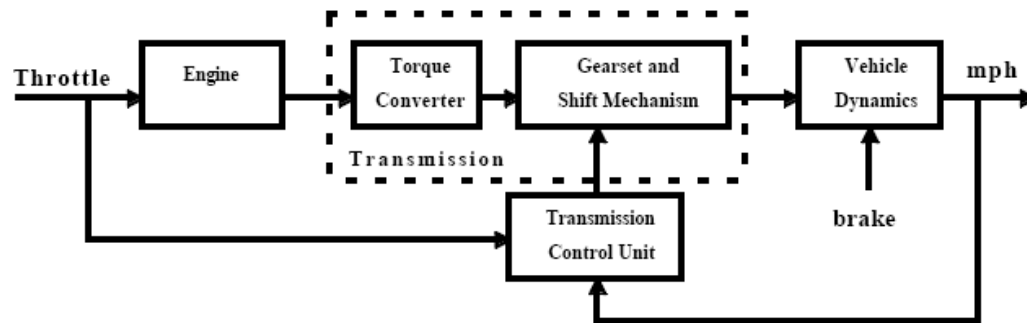 Throttle
Engine
Torque
Converter
Gearset and
Shift Mechanism
Vehicle
Dynamics
mph
Transmission
Transmission
Control Unit
brake